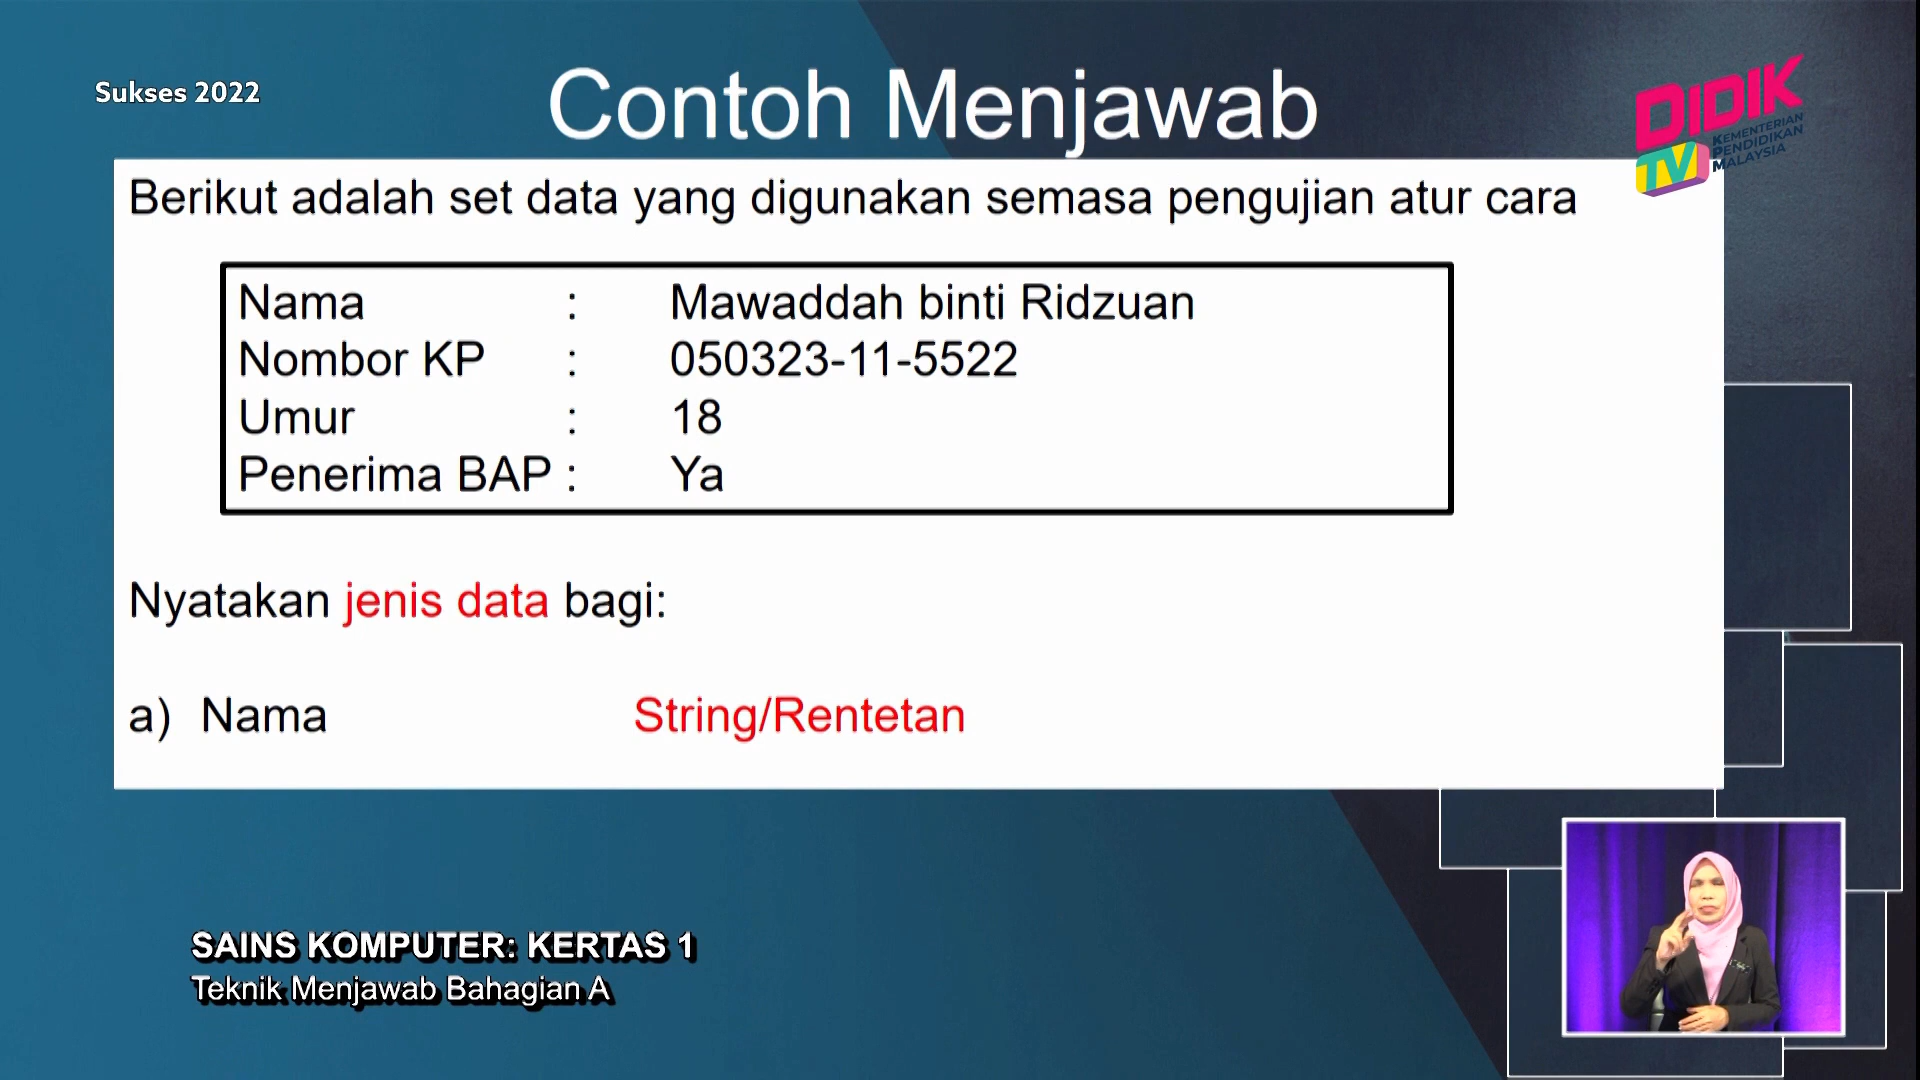 Sukses 2022
Contoh Menjawab
DIDIK
TV
KEMENTERIAN
PENDIDIKAN
MALAYSIA
Berikut adalah set data yang digunakan semasa pengujian atur cara
Nama : Mawaddah binti Ridzuan
Nombor KP : 050323-11-5522
Umur : 18
Penerima BAP : Ya
Nyatakan jenis data bagi:
a) Nama String/Rentetan
SAINS KOMPUTER: KERTAS 1
Teknik Menjawab Bahagian A